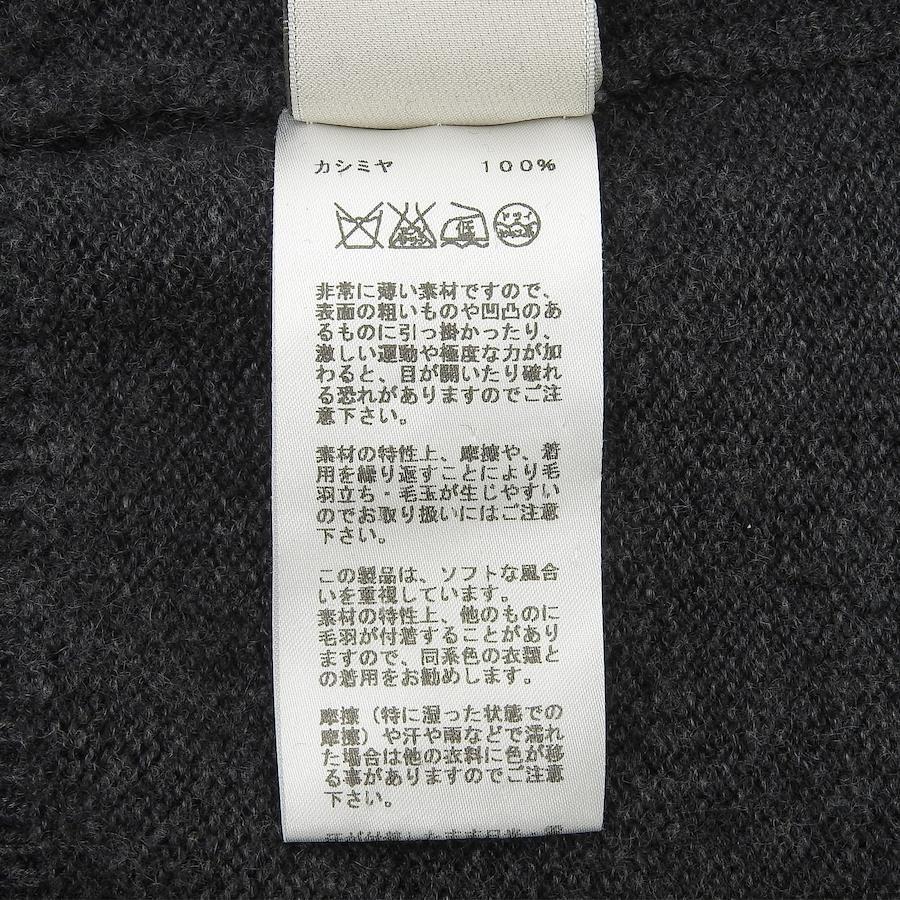 カシミヤ 100%
低 ドライ
非常に薄い素材ですので、
表面の粗いものや凹凸のあ
るものに引っ掛かったり、
激しい運動や極度な力が加
わると、目が開いたり破れ
る恐れがありますのでご注
意下さい。
素材の特性上、摩擦や、着
用を繰り返すことにより毛
羽立ち・毛玉が生じやすい
のでお取り扱いにはご注意
下さい。
この製品は、ソフトな風合
いを重視しています。
素材の特性上、他のものに
毛羽が付着することがあり
ますので、同系色の衣類と
の着用をお勧めします。
摩擦（特に湿った状態での
摩擦）や汗や雨などで濡れ
た場合は他の衣料に色が移
る事がありますのでご注意
下さい。